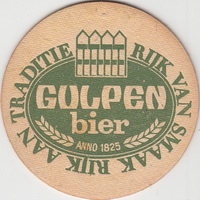 RIJK AAN TRADITIE
RIJK VAN SMAAK
GULPEN
bier
ANNO 1825